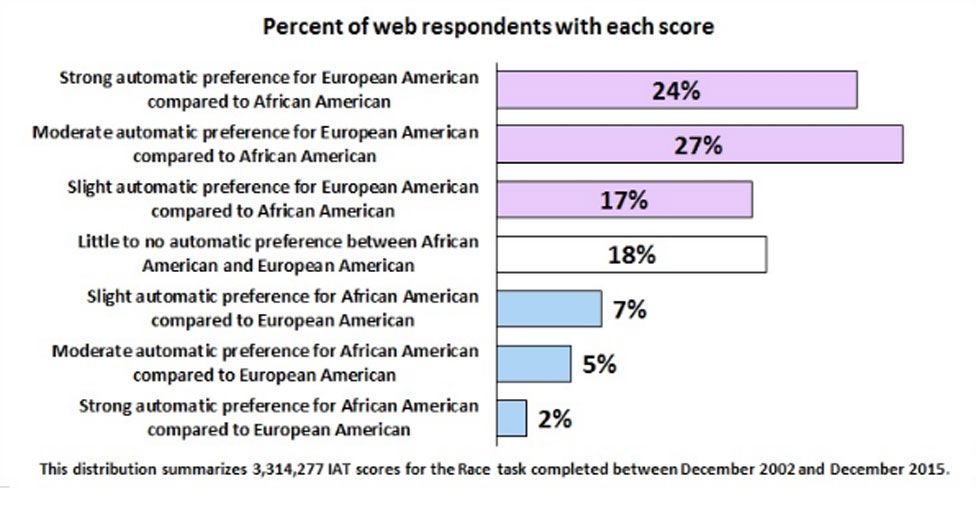 Percent of web respondents with each score
Strong automatic preference for European American
compared to African American
24%
Moderate automatic preference for European American
compared to African American
27%
Slight automatic preference for European American
compared to African American
17%
Little to no automatic preference between African
American and European American
18%
Slight automatic preference for African American
compared to European American
7%
Moderate automatic preference for African American
compared to European American
5%
Strong automatic preference for African American
compared to European American
2%
This distribution summarizes 3,314,277 IAT scores for the Race task completed between December 2002 and December 2015.